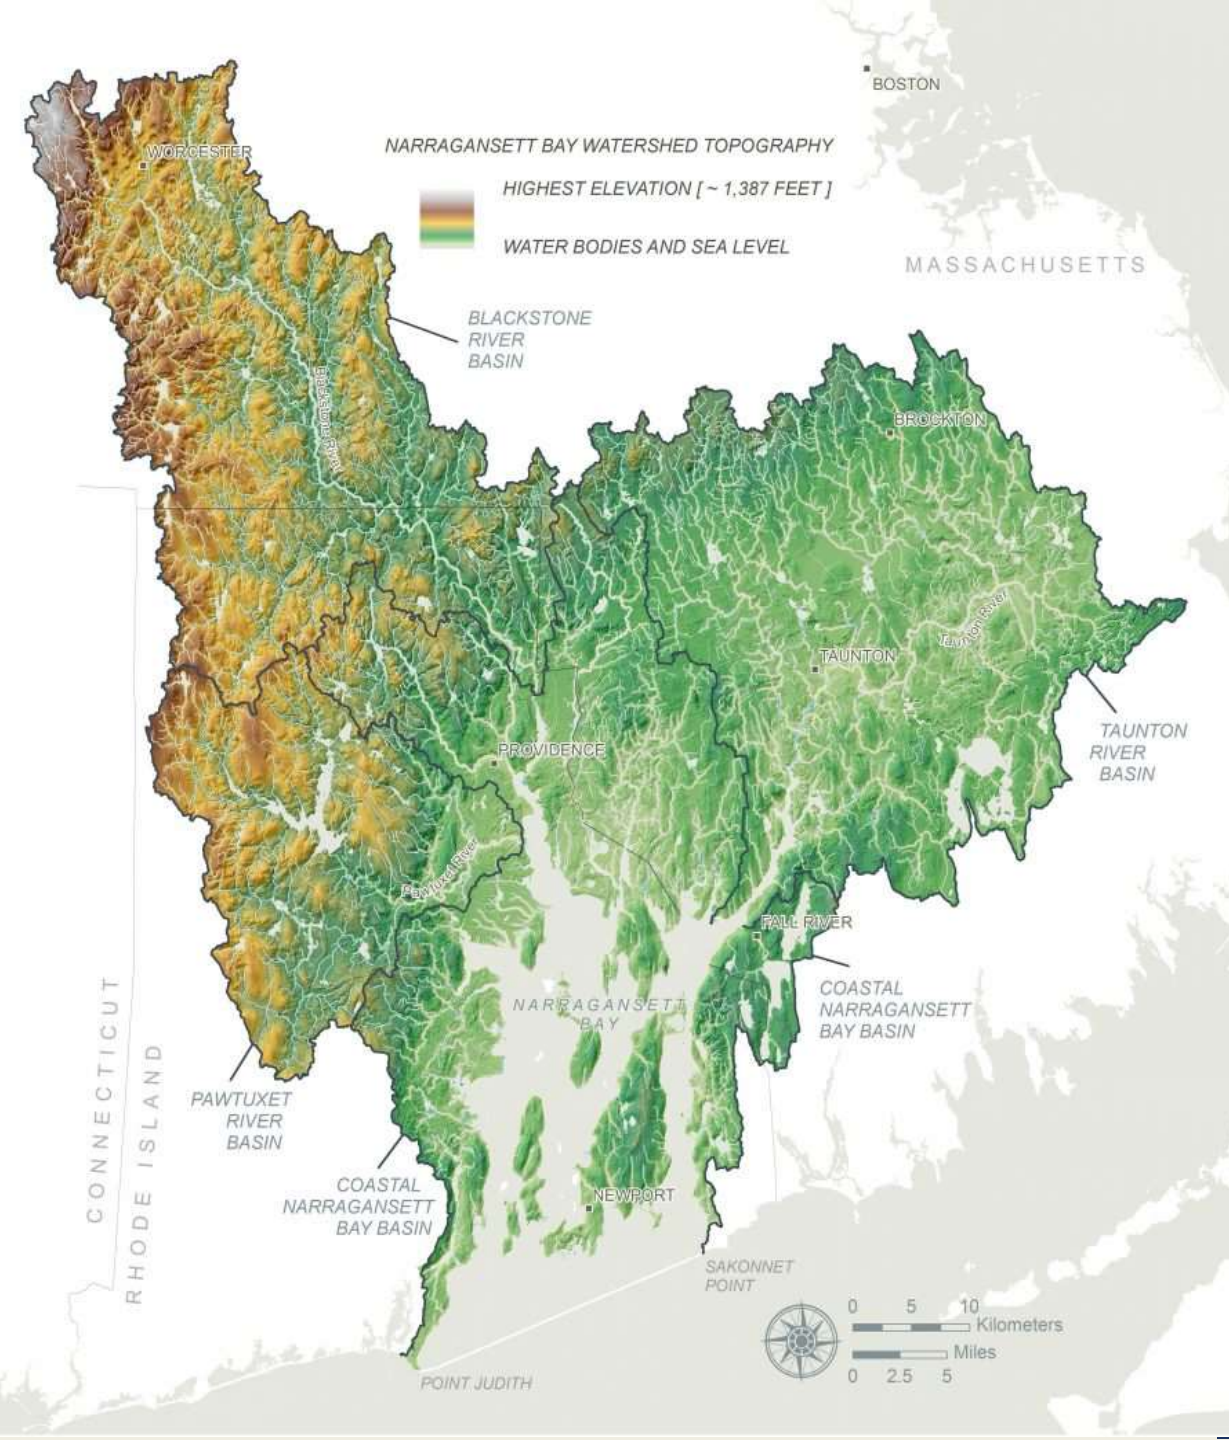 BOSTON
NARRAGANSETT BAY WATERSHED TOPOGRAPHY
WORCESTER
HIGHEST ELEVATION [ ~ 1,387 FEET ]
WATER BODIES AND SEA LEVEL
MASSACHUSETTS
BLACKSTONE
RIVER
BASIN
Blackstone River
BROCKTON
Taunton River
TAUNTON
TAUNTON
RIVER
BASIN
PROVIDENCE
Pawtuxet River
FALL RIVER
COASTAL
NARRAGANSETT
BAY BASIN
NARRAGANSETT
BAY
CONNECTICUT
RHODE ISLAND
PAWTUXET
RIVER
BASIN
COASTAL
NARRAGANSETT
BAY BASIN
NEWPORT
SAKONNET
POINT
POINT JUDITH
0 5 10
Kilometers
Miles
0 2.5 5